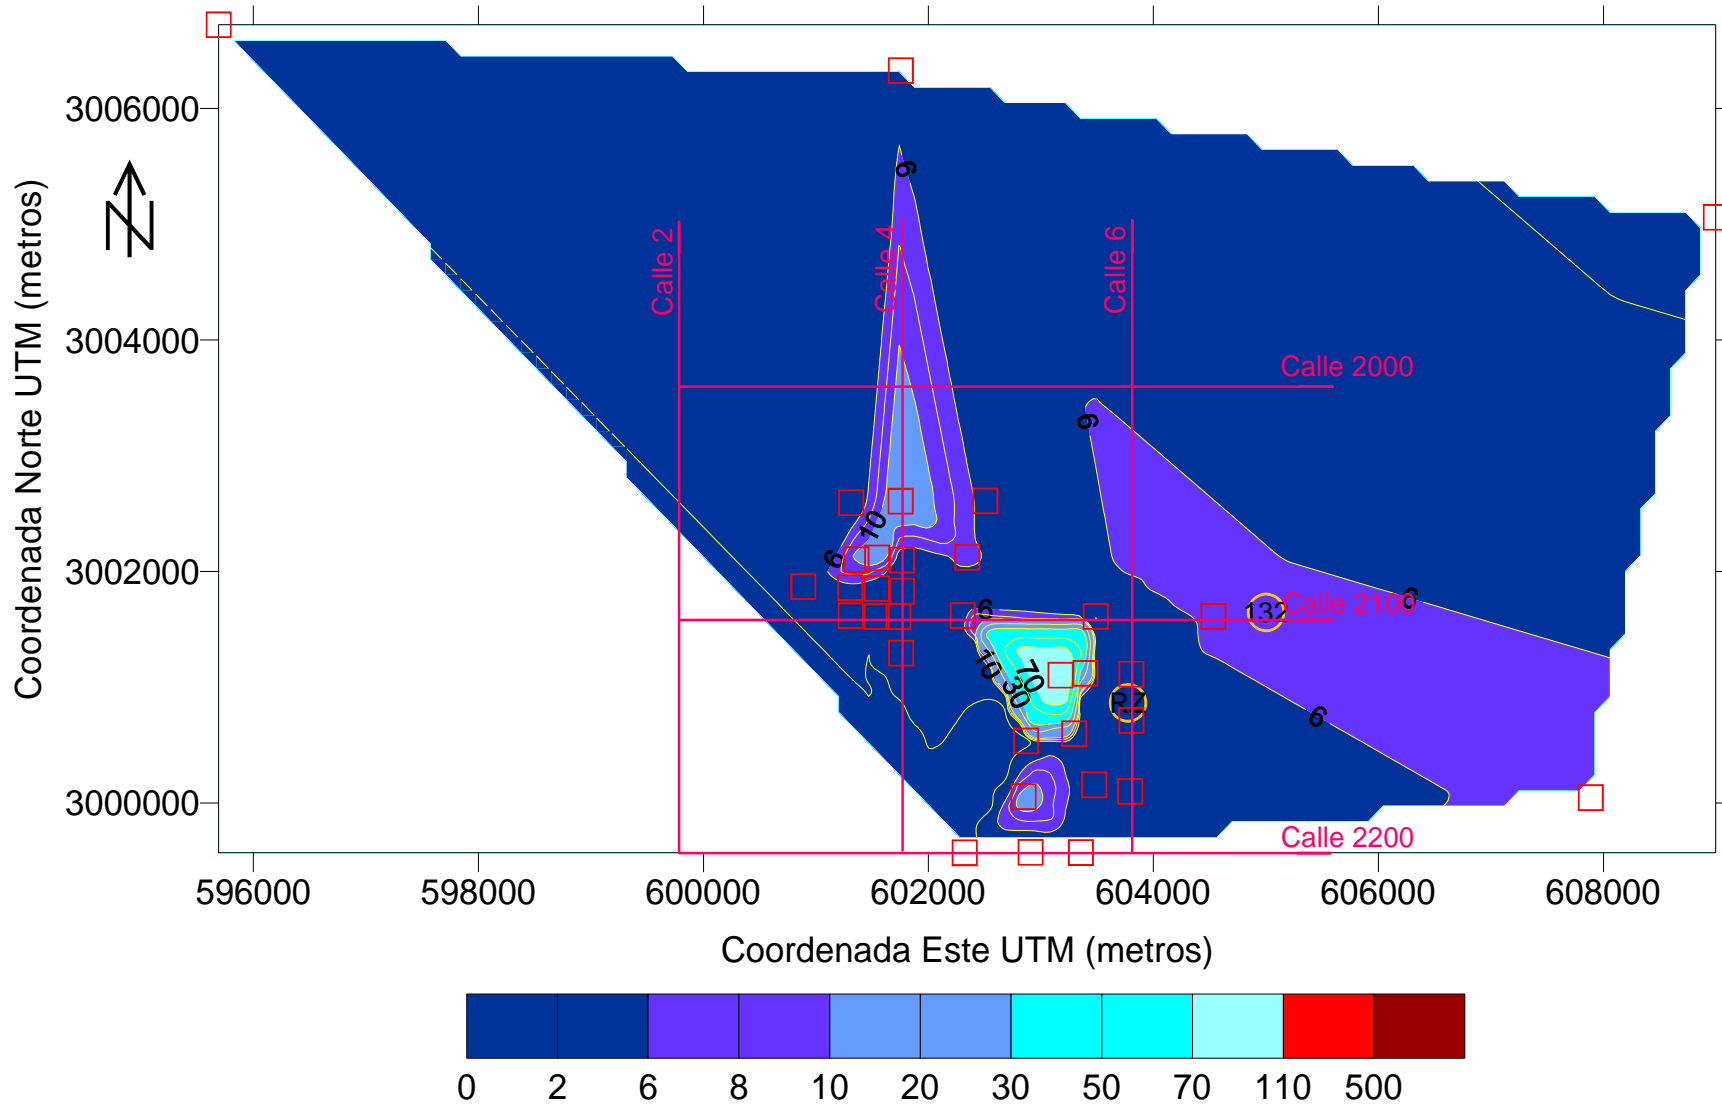 3006000
3004000
3002000
3000000
Coordenada Norte UTM (metros)
N
Calle 2
Calle 4
Calle 6
Calle 2000
Calle 2100
Calle 2200
6
6
6
10
6
6
6
10
30
70
132
RZ
596000 598000 600000 602000 604000 606000 608000
Coordenada Este UTM (metros)
0 2 6 8 10 20 30 50 70 110 500